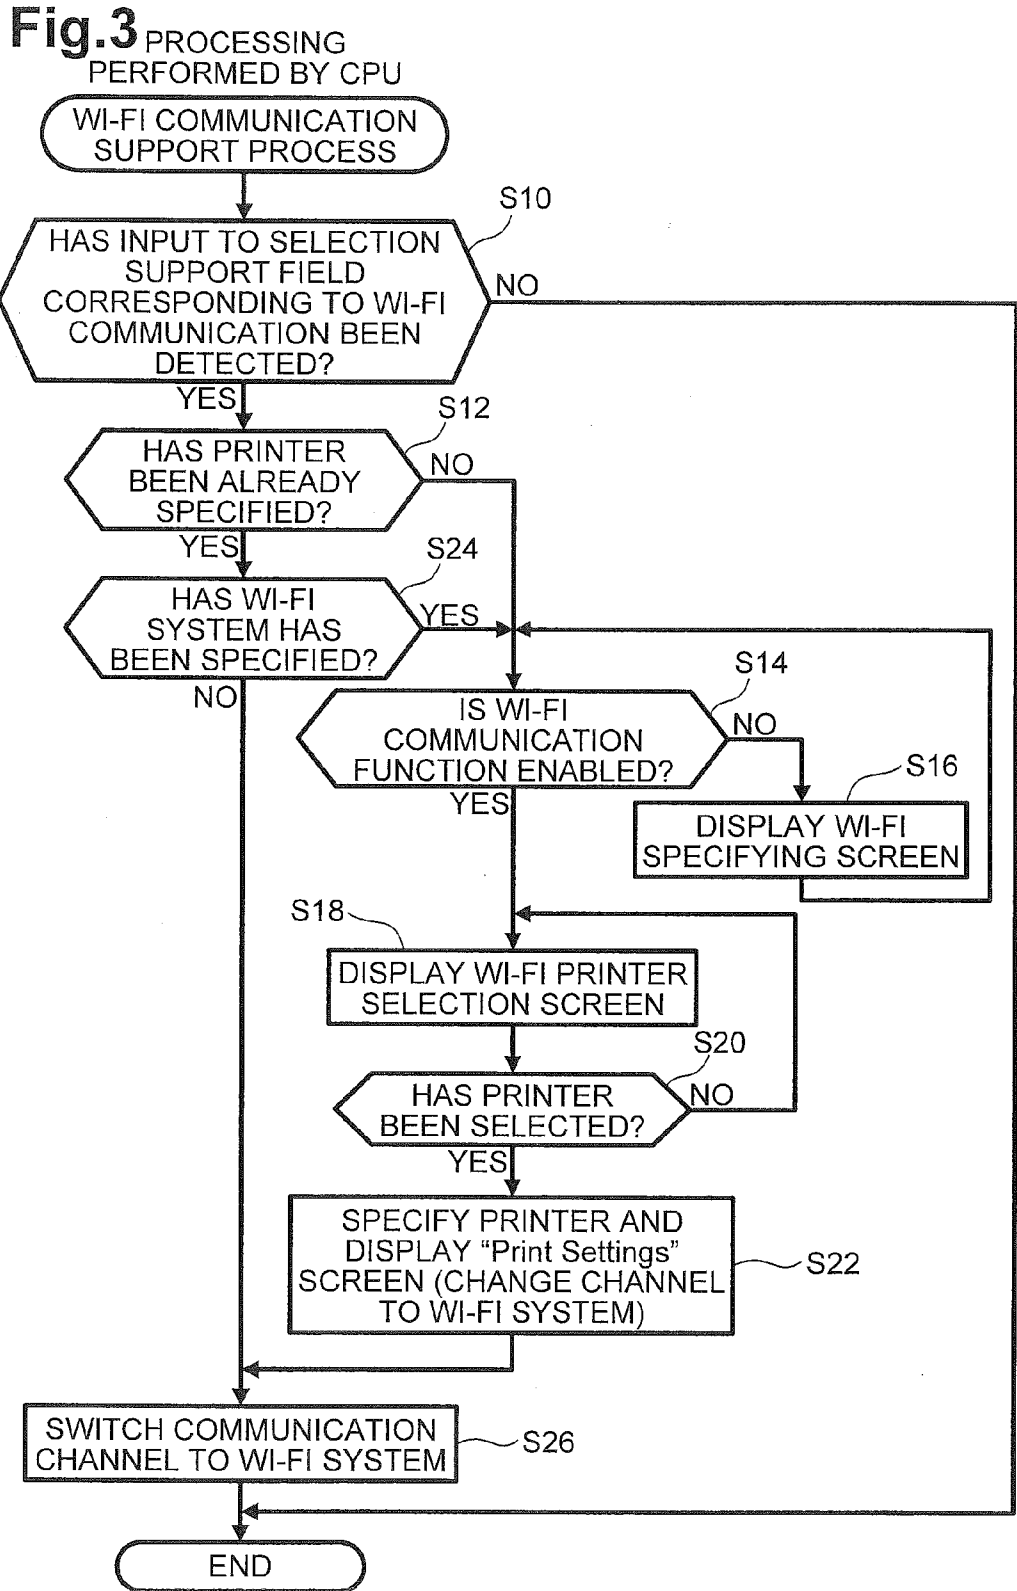 Fig.3
PROCESSING
PERFORMED BY CPU
WI-FI COMMUNICATION
SUPPORT PROCESS
S10
HAS INPUT TO SELECTION
SUPPORT FIELD
CORRESPONDING TO WI-FI
COMMUNICATION BEEN
DETECTED?
NO
YES
S12
HAS PRINTER
BEEN ALREADY
SPECIFIED?
NO
YES
S24
HAS WI-FI
SYSTEM HAS
BEEN SPECIFIED?
YES
NO
S14
IS WI-FI
COMMUNICATION
FUNCTION ENABLED?
NO
YES
S16
DISPLAY WI-FI
SPECIFYING SCREEN
S18
DISPLAY WI-FI PRINTER
SELECTION SCREEN
S20
HAS PRINTER
BEEN SELECTED?
NO
YES
SPECIFY PRINTER AND
DISPLAY “Print Settings”
SCREEN (CHANGE CHANNEL
TO WI-FI SYSTEM)
S22
SWITCH COMMUNICATION
CHANNEL TO WI-FI SYSTEM
S26
END